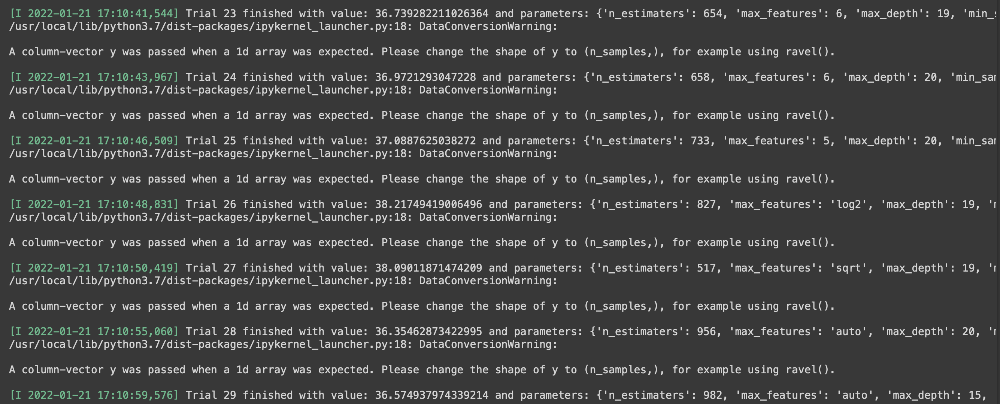 [I 2022-01-21 17:10:41,544] Trial 23 finished with value: 36.739282211026364 and parameters: {'n_estimaters': 654, 'max_features': 6, 'max_depth': 19, 'min_s
/usr/local/lib/python3.7/dist-packages/ipykernel_launcher.py:18: DataConversionWarning:
A column-vector y was passed when a 1d array was expected. Please change the shape of y to (n_samples,), for example using ravel().
[I 2022-01-21 17:10:43,967] Trial 24 finished with value: 36.9721293047228 and parameters: {'n_estimaters': 658, 'max_features': 6, 'max_depth': 20, 'min_sam
/usr/local/lib/python3.7/dist-packages/ipykernel_launcher.py:18: DataConversionWarning:
A column-vector y was passed when a 1d array was expected. Please change the shape of y to (n_samples,), for example using ravel().
[I 2022-01-21 17:10:46,509] Trial 25 finished with value: 37.0887625038272 and parameters: {'n_estimaters': 733, 'max_features': 5, 'max_depth': 20, 'min_sam
/usr/local/lib/python3.7/dist-packages/ipykernel_launcher.py:18: DataConversionWarning:
A column-vector y was passed when a 1d array was expected. Please change the shape of y to (n_samples,), for example using ravel().
[I 2022-01-21 17:10:48,831] Trial 26 finished with value: 38.21749419006496 and parameters: {'n_estimaters': 827, 'max_features': 'log2', 'max_depth': 19, 'm
/usr/local/lib/python3.7/dist-packages/ipykernel_launcher.py:18: DataConversionWarning:
A column-vector y was passed when a 1d array was expected. Please change the shape of y to (n_samples,), for example using ravel().
[I 2022-01-21 17:10:50,419] Trial 27 finished with value: 38.09011871474209 and parameters: {'n_estimaters': 517, 'max_features': 'sqrt', 'max_depth': 19, 'm
/usr/local/lib/python3.7/dist-packages/ipykernel_launcher.py:18: DataConversionWarning:
A column-vector y was passed when a 1d array was expected. Please change the shape of y to (n_samples,), for example using ravel().
[I 2022-01-21 17:10:55,060] Trial 28 finished with value: 36.35462873422995 and parameters: {'n_estimaters': 956, 'max_features': 'auto', 'max_depth': 20, 'm
/usr/local/lib/python3.7/dist-packages/ipykernel_launcher.py:18: DataConversionWarning:
A column-vector y was passed when a 1d array was expected. Please change the shape of y to (n_samples,), for example using ravel().
[I 2022-01-21 17:10:59,576] Trial 29 finished with value: 36.574937974339214 and parameters: {'n_estimaters': 982, 'max_features': 'auto', 'max_depth': 15,